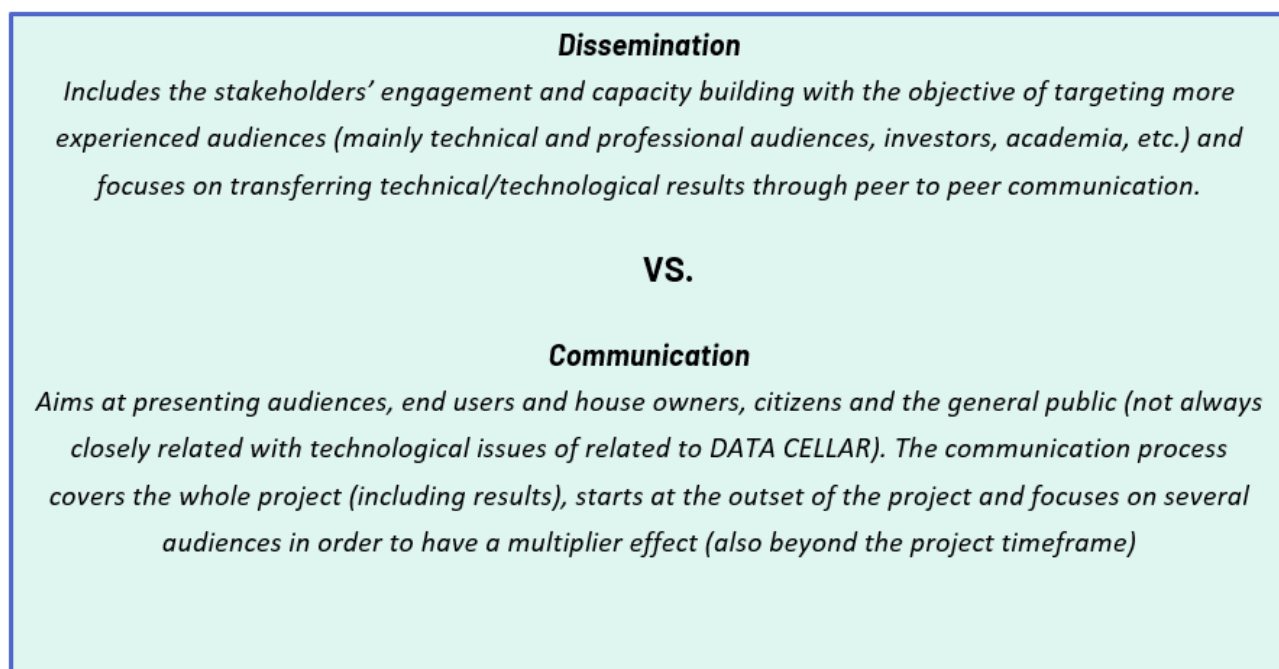 Dissemination
Includes the stakeholders’ engagement and capacity building with the objective of targeting more
experienced audiences (mainly technical and professional audiences, investors, academia, etc.) and
focuses on transferring technical/technological results through peer to peer communication.
VS.
Communication
Aims at presenting audiences, end users and house owners, citizens and the general public (not always
closely related with technological issues of related to DATA CELLAR). The communication process
covers the whole project (including results), starts at the outset of the project and focuses on several
audiences in order to have a multiplier effect (also beyond the project timeframe)